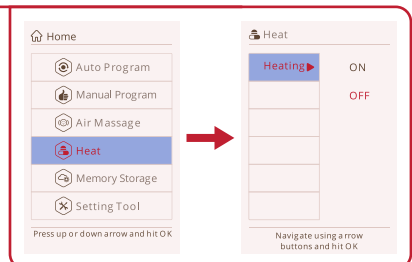 Home
Auto Program
Manual Program
Air Massage
Heat
Memory Storage
Setting Tool
Press up or down arrow and hit OK
Heat
Heating
ON
OFF
Navigate using arrow
buttons and hit OK